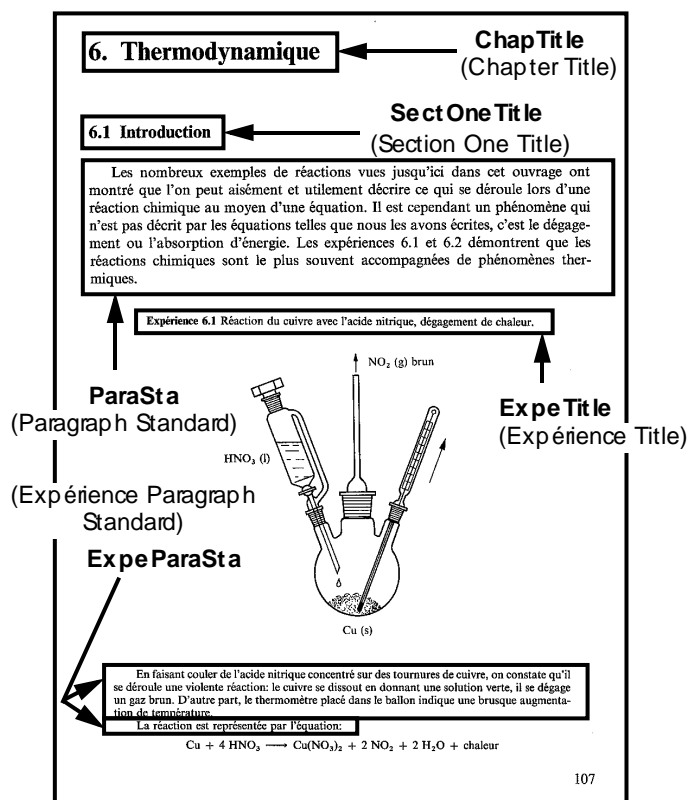 6. Thermodynamique
ChapTitle
(Chapter Title)
6.1 Introduction
SectOneTitle
(Section One Title)
Les nombreux exemples de réactions vues jusqu'ici dans cet ouvrage ont
montré que l'on peut aisément et utilement décrire ce qui se déroule lors d'une
réaction chimique au moyen d'une équation. Il est cependant un phénomène qui
n'est pas décrit par les équations telles que nous les avons écrites, c'est le dégage-
ment ou l'absorption d'énergie. Les expériences 6.1 et 6.2 démontrent que les
réactions chimiques sont le plus souvent accompagnées de phénomènes ther-
miques.
Expérience 6.1 Réaction du cuivre avec l'acide nitrique, dégagement de chaleur.
NO₂ (g) brun
ParaSta
(Paragraph Standard)
ExpeTitle
(Expérience Title)
HNO₃ (l)
(Expérience Paragraph
Standard)
ExpeParaSta
Cu (s)
En faisant couler de l'acide nitrique concentré sur des tournures de cuivre, on constate qu'il
se déroule une violente réaction: le cuivre se dissout en donnant une solution verte, il se dégage
un gaz brun. D'autre part, le thermomètre placé dans le ballon indique une brusque augmenta-
tion de température.
La réaction est représentée par l'équation:
Cu + 4 HNO₃ ⟶ Cu(NO₃)₂ + 2 NO₂ + 2 H₂O + chaleur
107